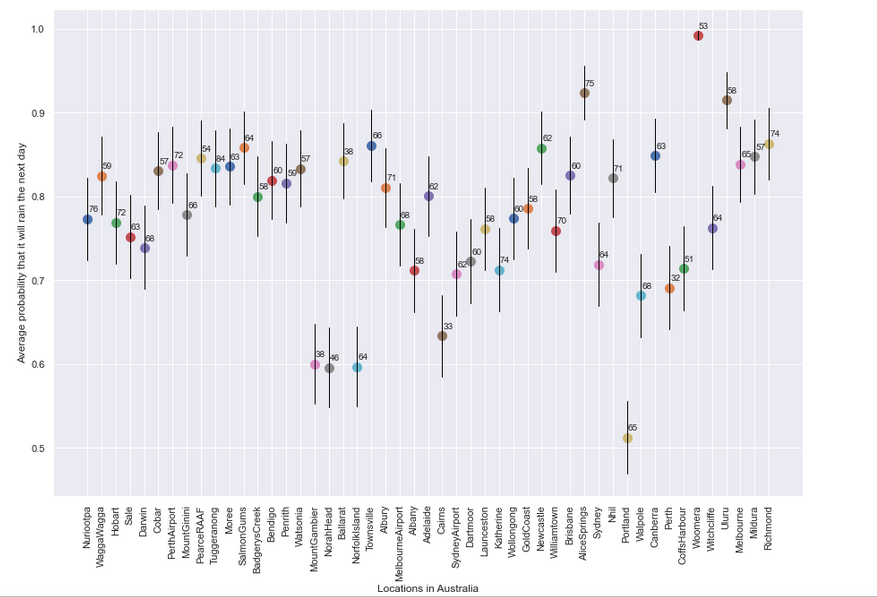 Average probability that it will rain the next day
1.0
0.9
0.8
0.7
0.6
0.5
76
59
72
63
68
57
72
66
54
84
63
64
58
60
59
57
38
46
38
64
66
71
68
58
62
33
62
60
58
74
60
58
62
70
60
75
64
71
65
68
63
32
51
53
64
58
65
57
74
Nuriootpa
WaggaWagga
Hobart
Sale
Darwin
Cobar
PerthAirport
MountGinini
PearceRAAF
Tuggeranong
Moree
SalmonGums
BadgerysCreek
Bendigo
Penrith
Watsonia
MountGambier
NorahHead
Ballarat
NorfolkIsland
Townsville
Albury
MelbourneAirport
Albany
Adelaide
Cairns
SydneyAirport
Dartmoor
Launceston
Katherine
Wollongong
GoldCoast
Newcastle
Williamtown
Brisbane
AliceSprings
Sydney
Nhil
Portland
Walpole
Canberra
Perth
CoffsHarbour
Woomera
Witchcliffe
Uluru
Melbourne
Mildura
Richmond
Locations in Australia